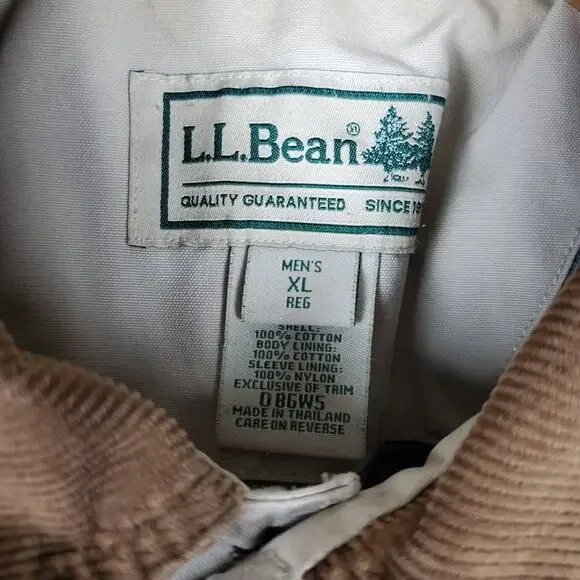 L.L.Bean®
QUALITY GUARANTEED SINCE 19
MEN'S
XL
REG
SHELL:
100% COTTON
BODY LINING:
100% COTTON
SLEEVE LINING:
100% NYLON
EXCLUSIVE OF TRIM
0 BGWS
MADE IN THAILAND
CARE ON REVERSE